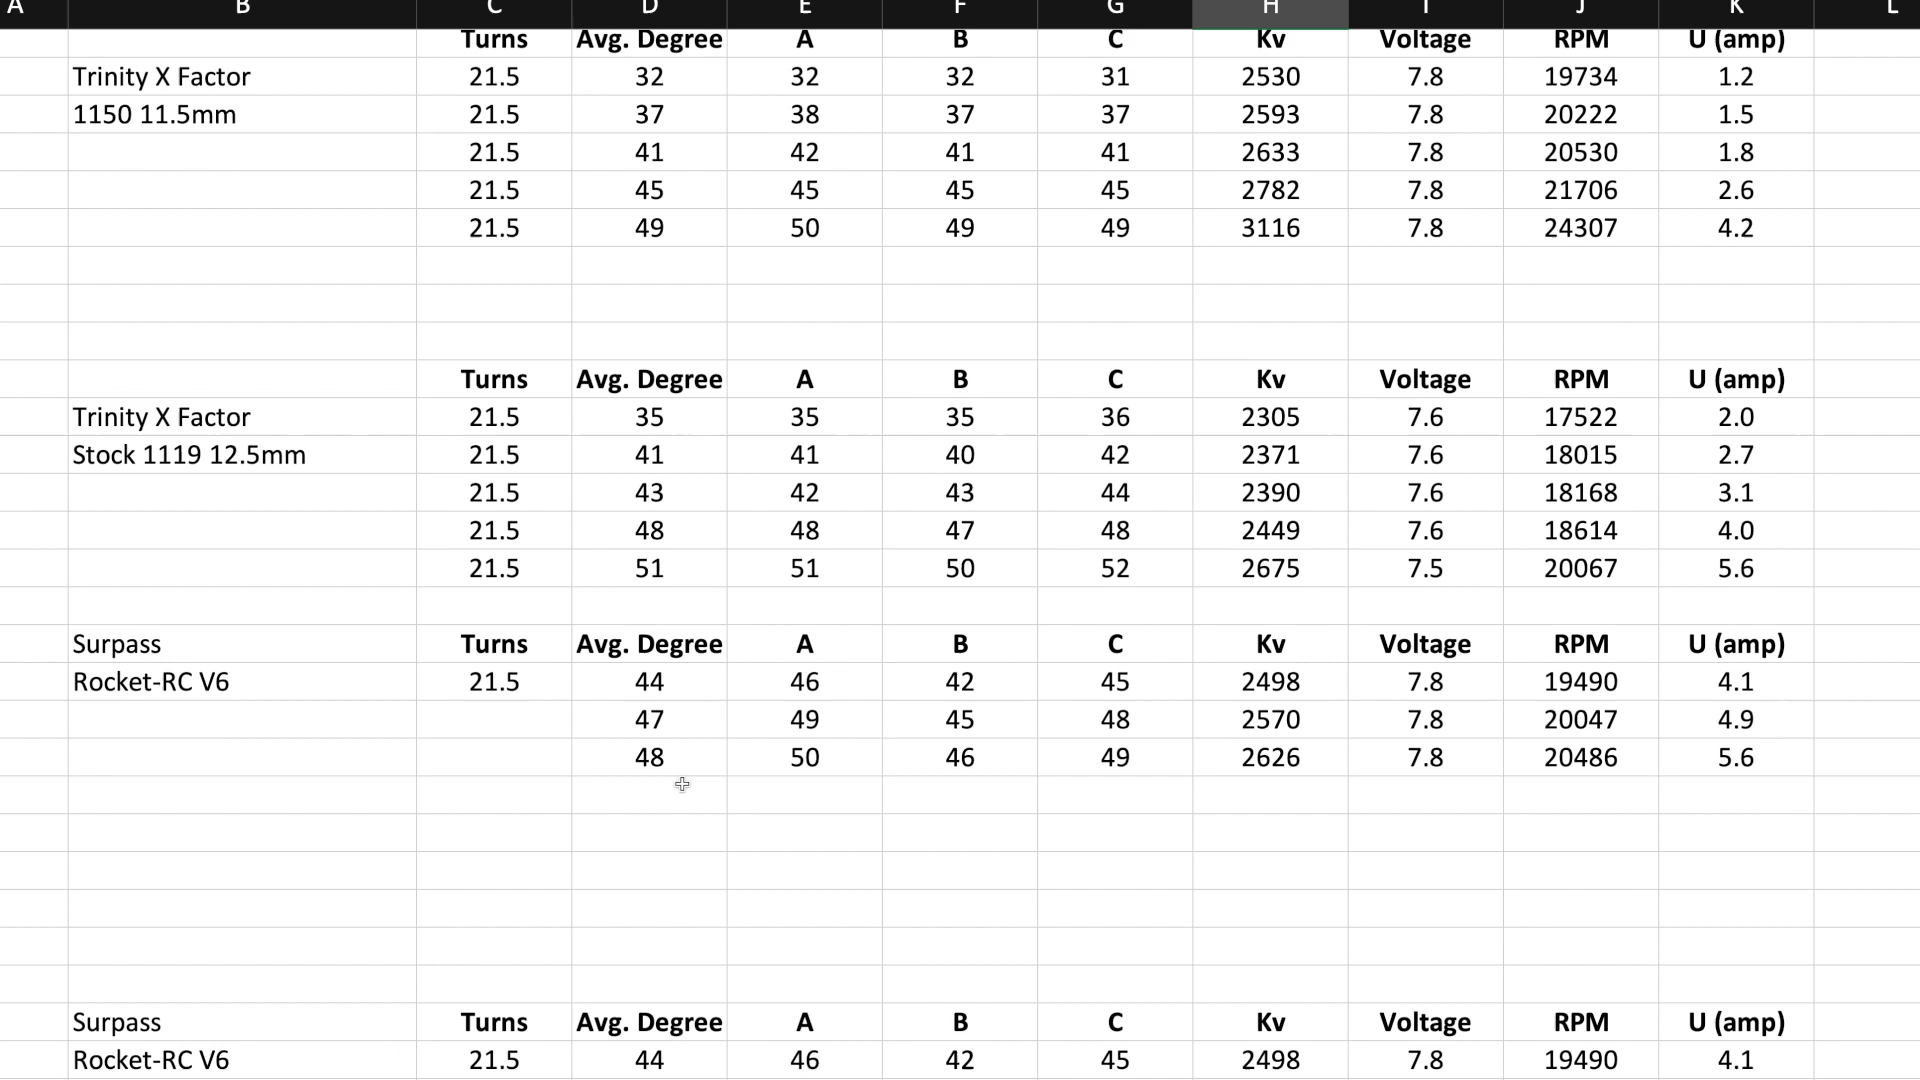 A B C D E F G H I J K L
Turns Avg. Degree A B C Kv Voltage RPM U (amp)
Trinity X Factor 21.5 32 32 32 31 2530 7.8 19734 1.2
1150 11.5mm 21.5 37 38 37 37 2593 7.8 20222 1.5
21.5 41 42 41 41 2633 7.8 20530 1.8
21.5 45 45 45 45 2782 7.8 21706 2.6
21.5 49 50 49 49 3116 7.8 24307 4.2
Turns Avg. Degree A B C Kv Voltage RPM U (amp)
Trinity X Factor 21.5 35 35 35 36 2305 7.6 17522 2.0
Stock 1119 12.5mm 21.5 41 41 40 42 2371 7.6 18015 2.7
21.5 43 42 43 44 2390 7.6 18168 3.1
21.5 48 48 47 48 2449 7.6 18614 4.0
21.5 51 51 50 52 2675 7.5 20067 5.6
Surpass Turns Avg. Degree A B C Kv Voltage RPM U (amp)
Rocket-RC V6 21.5 44 46 42 45 2498 7.8 19490 4.1
47 49 45 48 2570 7.8 20047 4.9
48 50 46 49 2626 7.8 20486 5.6
Surpass Turns Avg. Degree A B C Kv Voltage RPM U (amp)
Rocket-RC V6 21.5 44 46 42 45 2498 7.8 19490 4.1